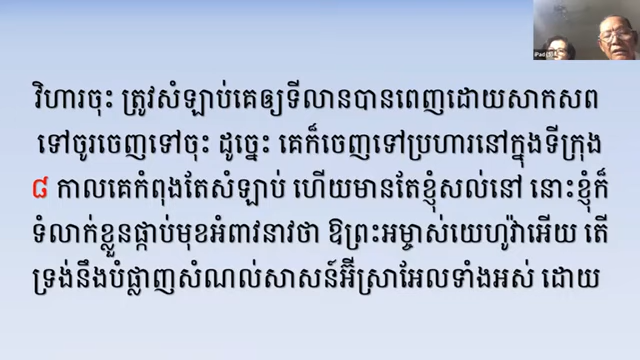 វិហារចុះ ត្រូវសំឡាប់គេឲ្យទីលានបានពេញដោយសាកសព
ទៅចូរចេញទៅចុះ ដូច្នេះ គេក៏ចេញទៅប្រហារនៅក្នុងទីក្រុង
៨ កាលគេកំពុងតែសំឡាប់ ហើយមានតែខ្ញុំសល់នៅ នោះខ្ញុំក៏
ទំលាក់ខ្លួនផ្កាប់មុខអំពាវនាវថា ឱព្រះអម្ចាស់យេហូវ៉ាអើយ តើ
ទ្រង់នឹងបំផ្លាញសំណល់សាសន៍អ៊ីស្រាអែលទាំងអស់ ដោយ
iPad